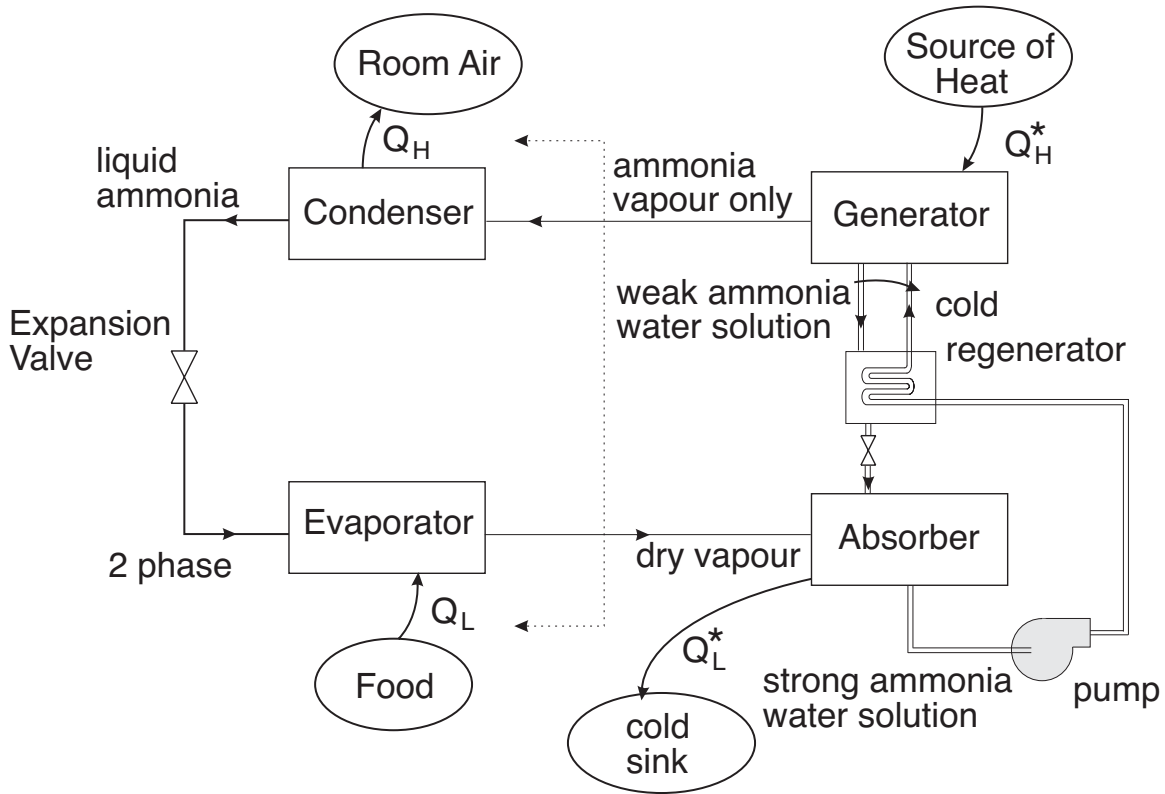 Room Air
Source of
Heat
Q_H
Q*_H
liquid
ammonia
Condenser
ammonia
vapour only
Generator
weak ammonia
water solution
cold
regenerator
Expansion
Valve
Evaporator
Absorber
2 phase
dry vapour
Q_L
Q*_L
Food
strong ammonia
water solution
pump
cold
sink